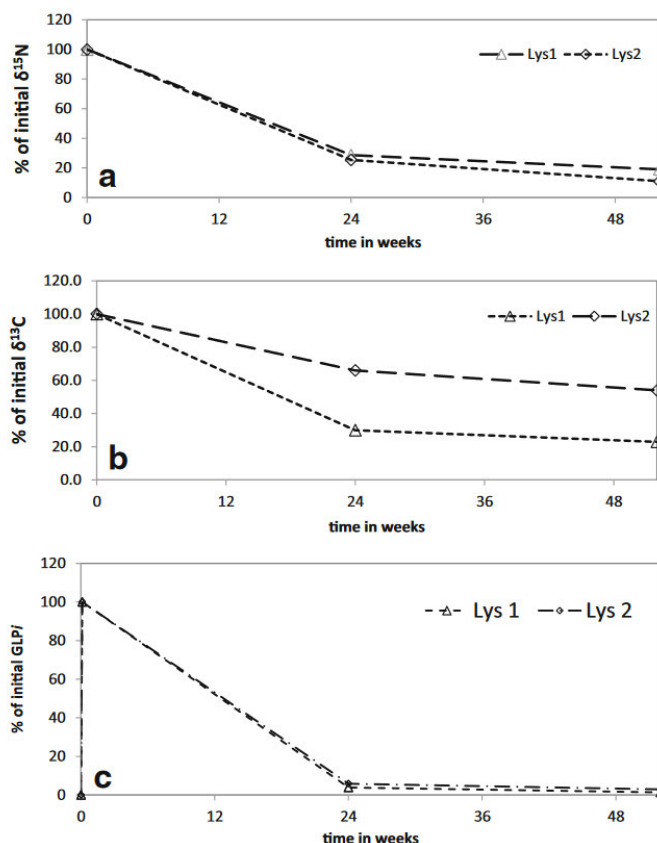 120
100
80
60
40
20
0
% of initial δ¹⁵N
Lys1 Lys2
a
0 12 24 36 48
time in weeks
120.0
100.0
80.0
60.0
40.0
20.0
0.0
% of initial δ¹³C
Lys1 Lys2
b
0 12 24 36 48
time in weeks
120
100
80
60
40
20
0
% of initial GLPi
Lys 1 Lys 2
c
0 12 24 36 48
time in weeks